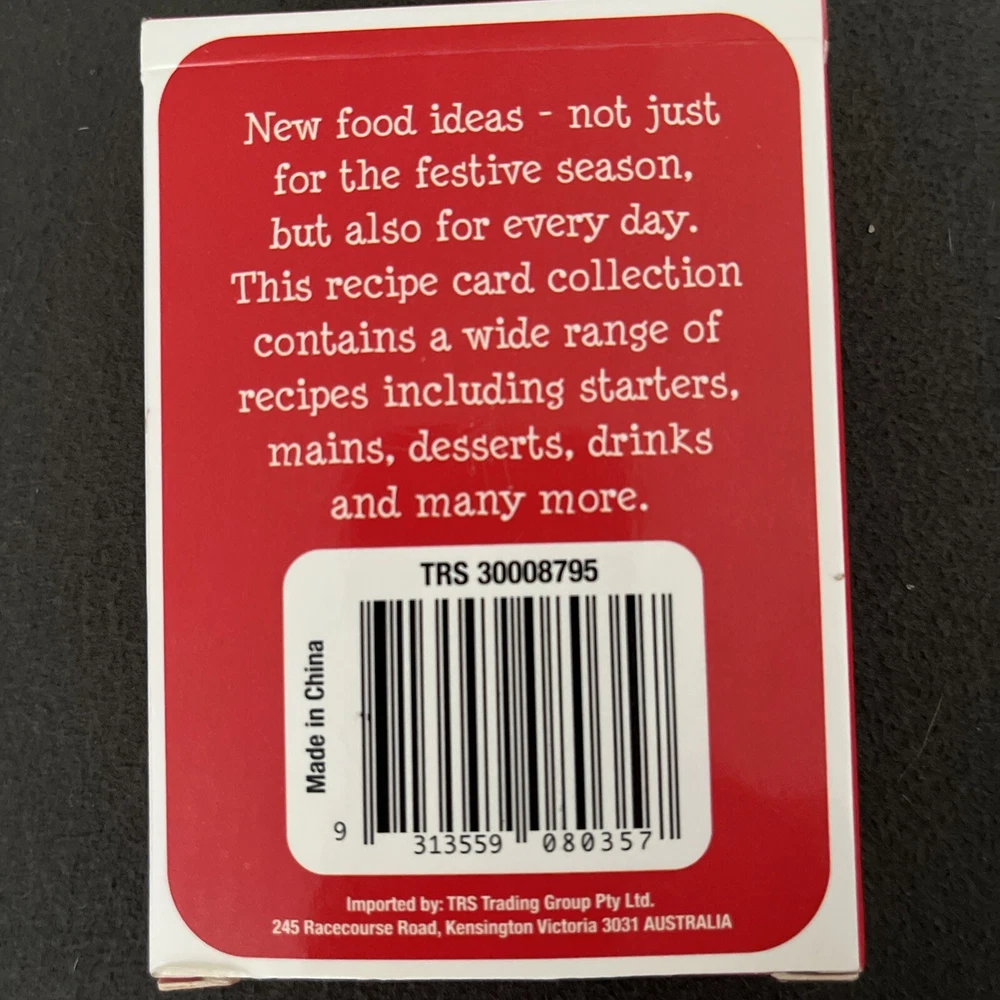 New food ideas - not just
for the festive season,
but also for every day.
This recipe card collection
contains a wide range of
recipes including starters,
mains, desserts, drinks
and many more.
TRS 30008795
Made in China
9 313559 080357
Imported by: TRS Trading Group Pty Ltd.
245 Racecourse Road, Kensington Victoria 3031 AUSTRALIA